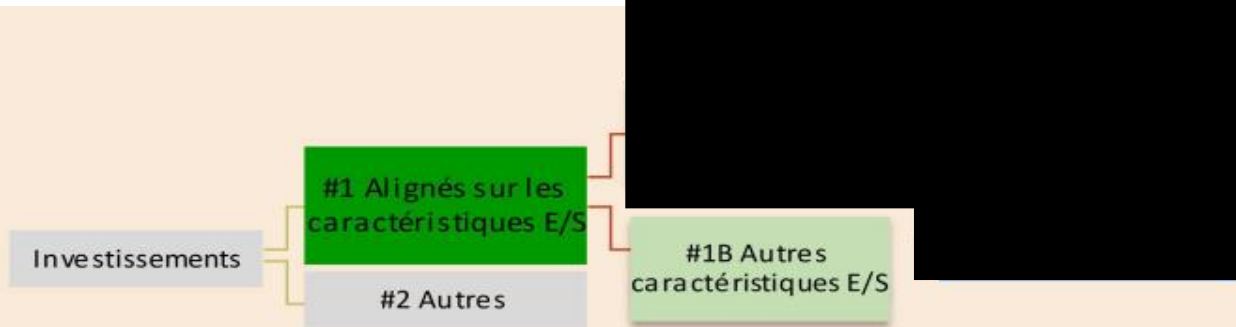 #1 Alignés sur les
caractéristiques E/S
Investissements
#2 Autres
#1B Autres
caractéristiques E/S